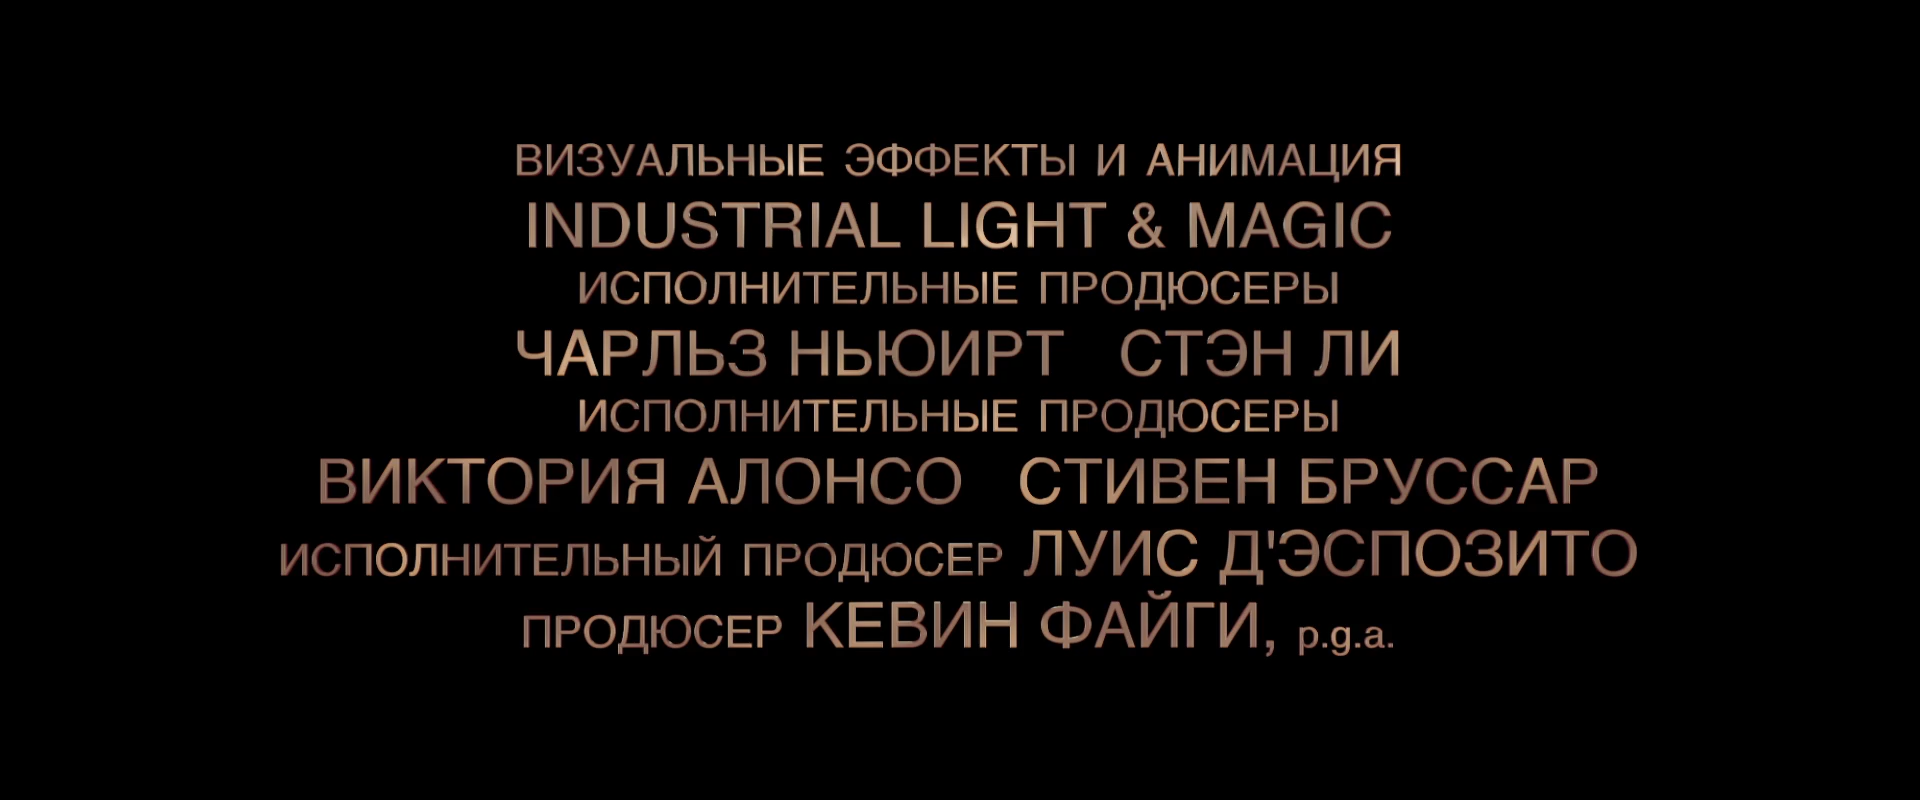 ВИЗУАЛЬНЫЕ ЭФФЕКТЫ И АНИМАЦИЯ
INDUSTRIAL LIGHT & MAGIC
ИСПОЛНИТЕЛЬНЫЕ ПРОДЮСЕРЫ
ЧАРЛЬЗ НЬЮИРТ СТЭН ЛИ
ИСПОЛНИТЕЛЬНЫЕ ПРОДЮСЕРЫ
ВИКТОРИЯ АЛОНСО СТИВЕН БРУССАР
ИСПОЛНИТЕЛЬНЫЙ ПРОДЮСЕР ЛУИС Д'ЭСПОЗИТО
ПРОДЮСЕР КЕВИН ФАЙГИ, p.g.a.